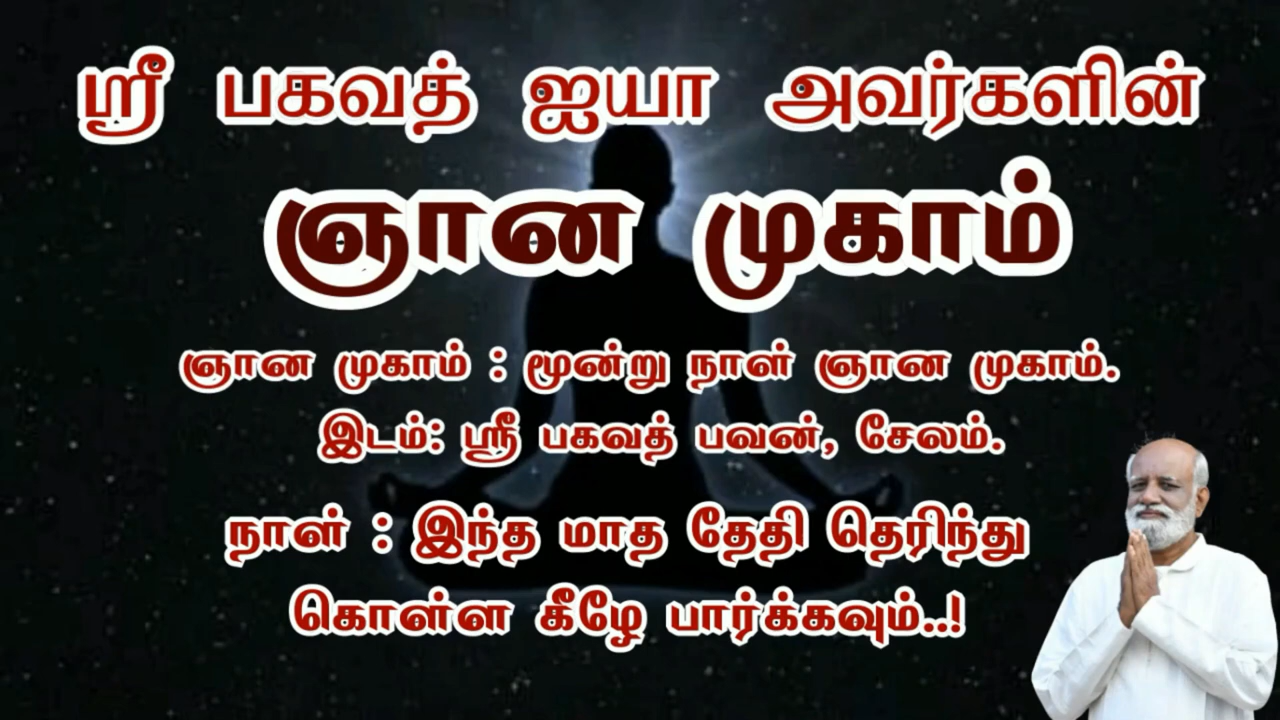 ஸ்ரீ பகவத் ஐயா அவர்களின்
ஞான முகாம்
ஞான முகாம் : மூன்று நாள் ஞான முகாம்.
இடம்: ஸ்ரீ பகவத் பவன், சேலம்.
நாள் : இந்த மாத தேதி தெரிந்து
கொள்ள கீழே பார்க்கவும்..!